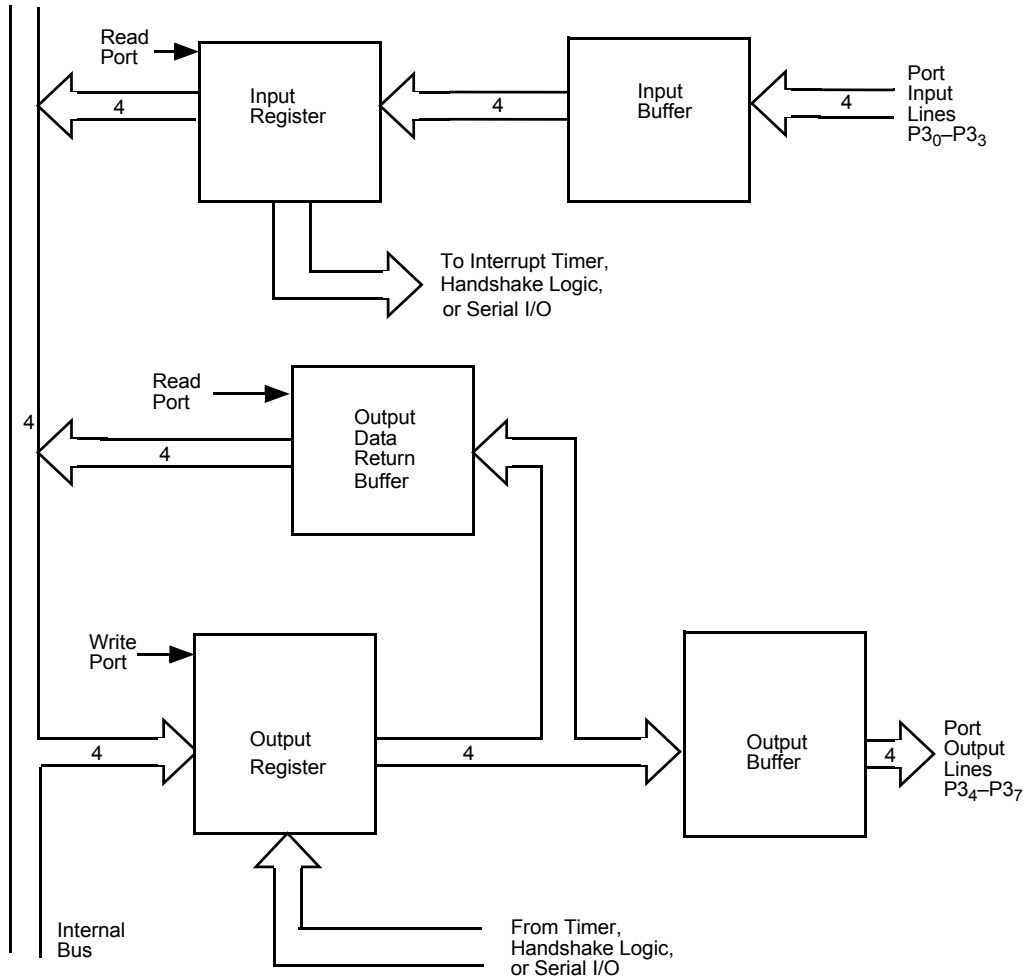 Read
Port
Input
Register
4
4
Input
Buffer
4
Port
Input
Lines
P3₀–P3₃
To Interrupt Timer,
Handshake Logic,
or Serial I/O
Read
Port
Output
Data
Return
Buffer
4
4
Write
Port
4
Output
Register
4
Output
Buffer
4
Port
Output
Lines
P3₄–P3₇
Internal
Bus
From Timer,
Handshake Logic,
or Serial I/O